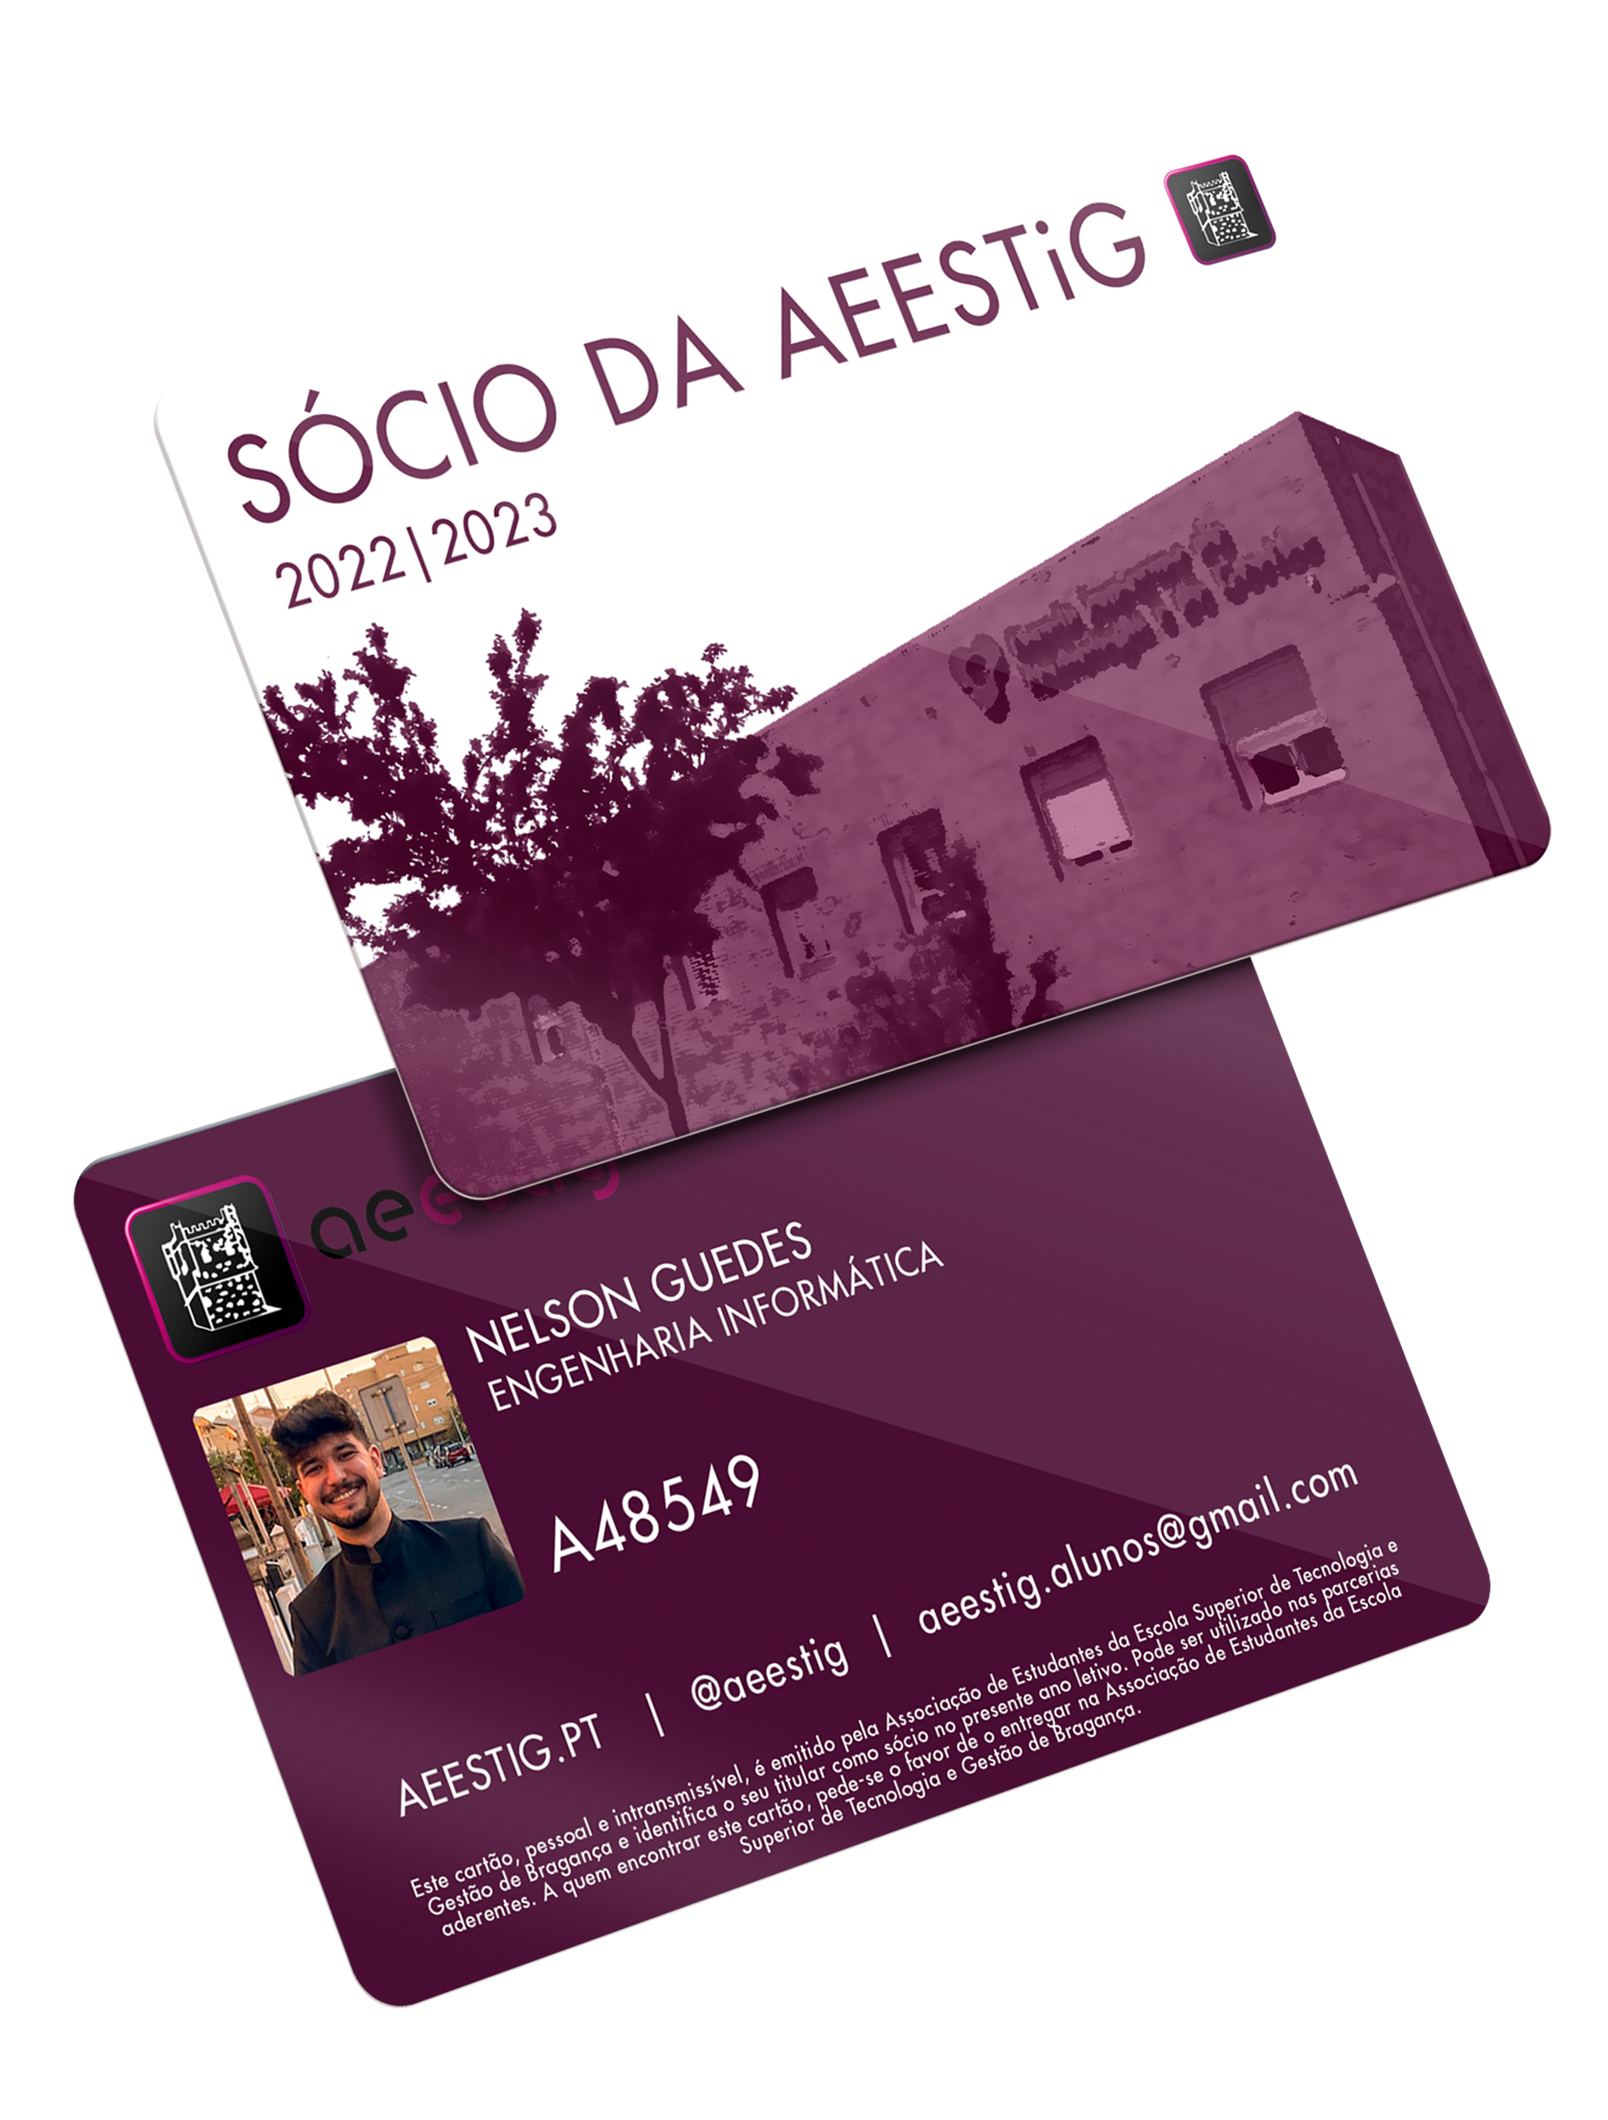 SÓCIO DA AEESTiG
2022|2023
NELSON GUEDES
ENGENHARIA INFORMÁTICA
A48549
AEESTIG.PT | @aeestig | aeestig.alunos@gmail.com
Este cartão, pessoal e intransmissível, é emitido pela Associação de Estudantes da Escola Superior de Tecnologia e
Gestão de Bragança e identifica o seu titular como sócio no presente ano letivo. Pode ser utilizado nas parcerias
aderentes. A quem encontrar este cartão, pede-se o favor de o entregar na Associação de Estudantes da Escola
Superior de Tecnologia e Gestão de Bragança.